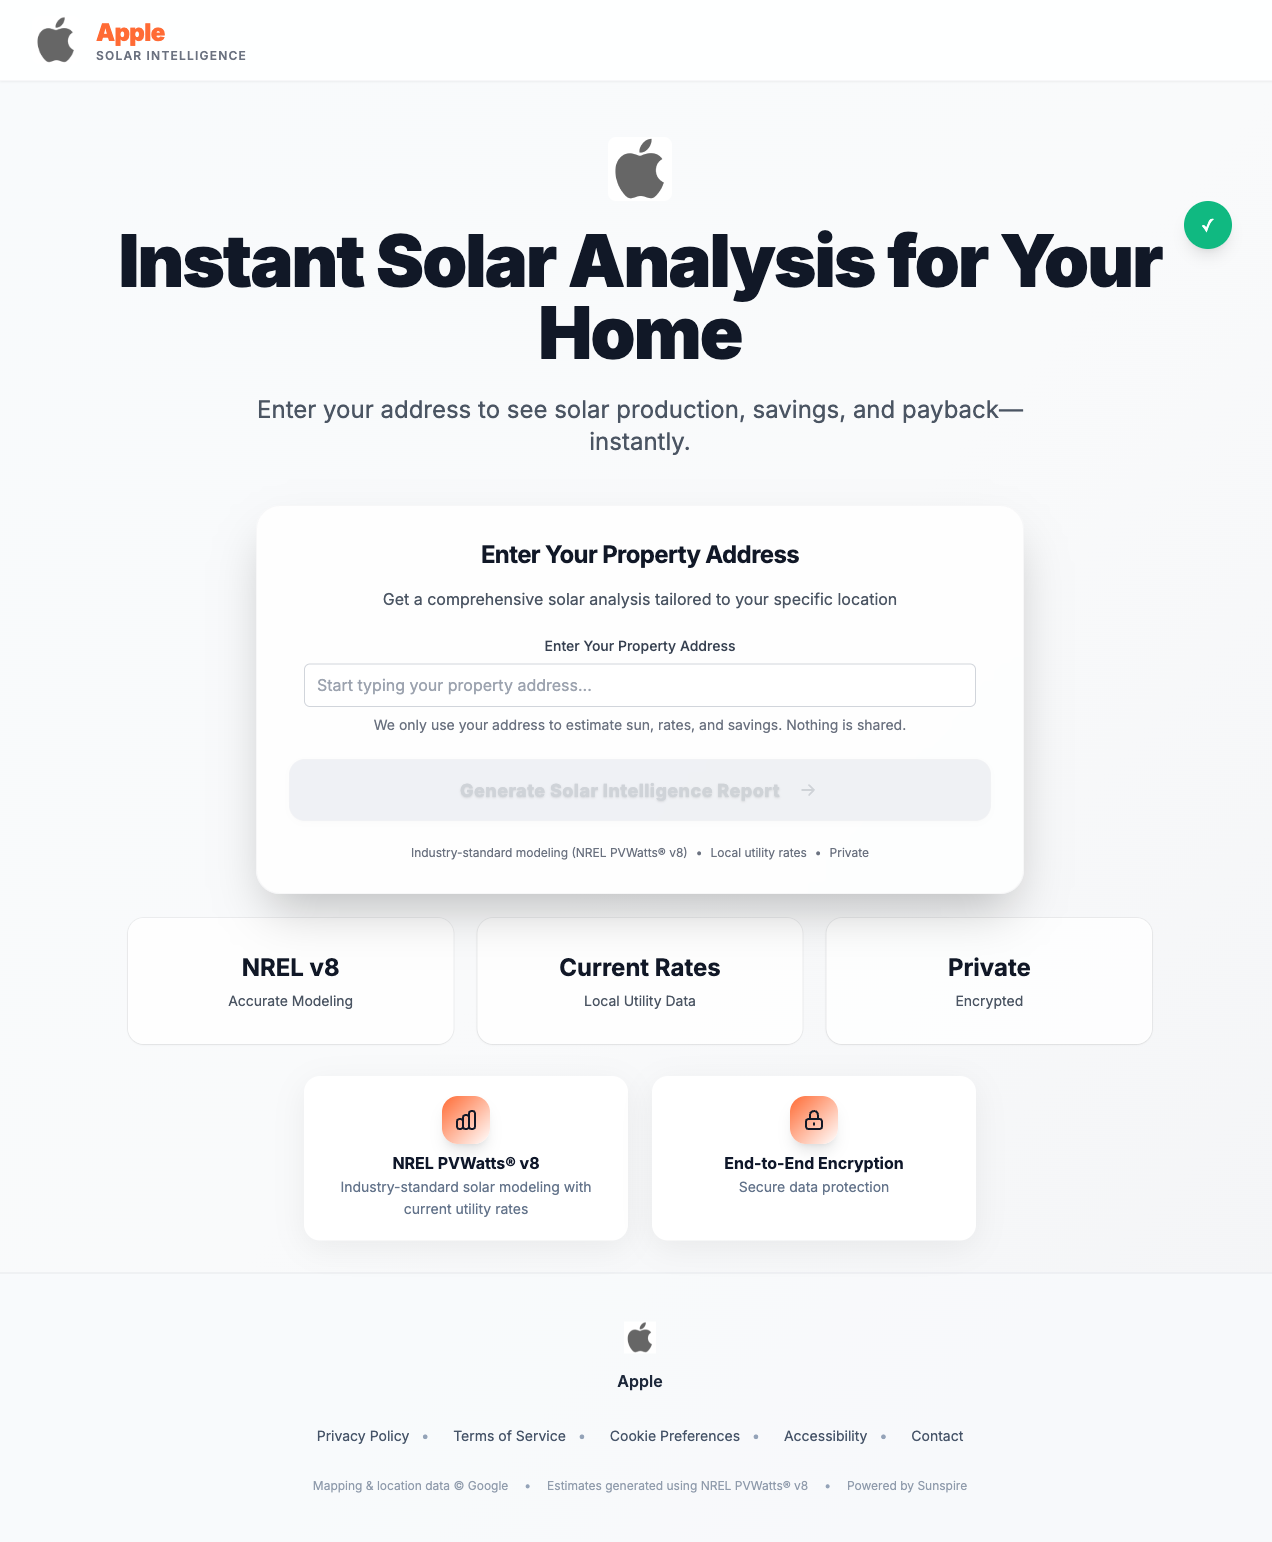 Apple
SOLAR INTELLIGENCE
Instant Solar Analysis for Your
Home
Enter your address to see solar production, savings, and payback—
instantly.
Enter Your Property Address
Get a comprehensive solar analysis tailored to your specific location
Enter Your Property Address
Start typing your property address...
We only use your address to estimate sun, rates, and savings. Nothing is shared.
Generate Solar Intelligence Report →
Industry-standard modeling (NREL PVWatts® v8) • Local utility rates • Private
NREL v8
Accurate Modeling
Current Rates
Local Utility Data
Private
Encrypted
NREL PVWatts® v8
Industry-standard solar modeling with
current utility rates
End-to-End Encryption
Secure data protection
Apple
Privacy Policy • Terms of Service • Cookie Preferences • Accessibility • Contact
Mapping & location data © Google • Estimates generated using NREL PVWatts® v8 • Powered by Sunspire